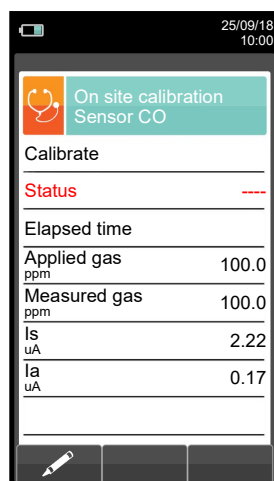 25/09/18
10:00
On site calibration
Sensor CO
Calibrate
Status ----
Elapsed time
Applied gas 100.0
ppm
Measured gas 100.0
ppm
Is 2.22
uA
Ia 0.17
uA